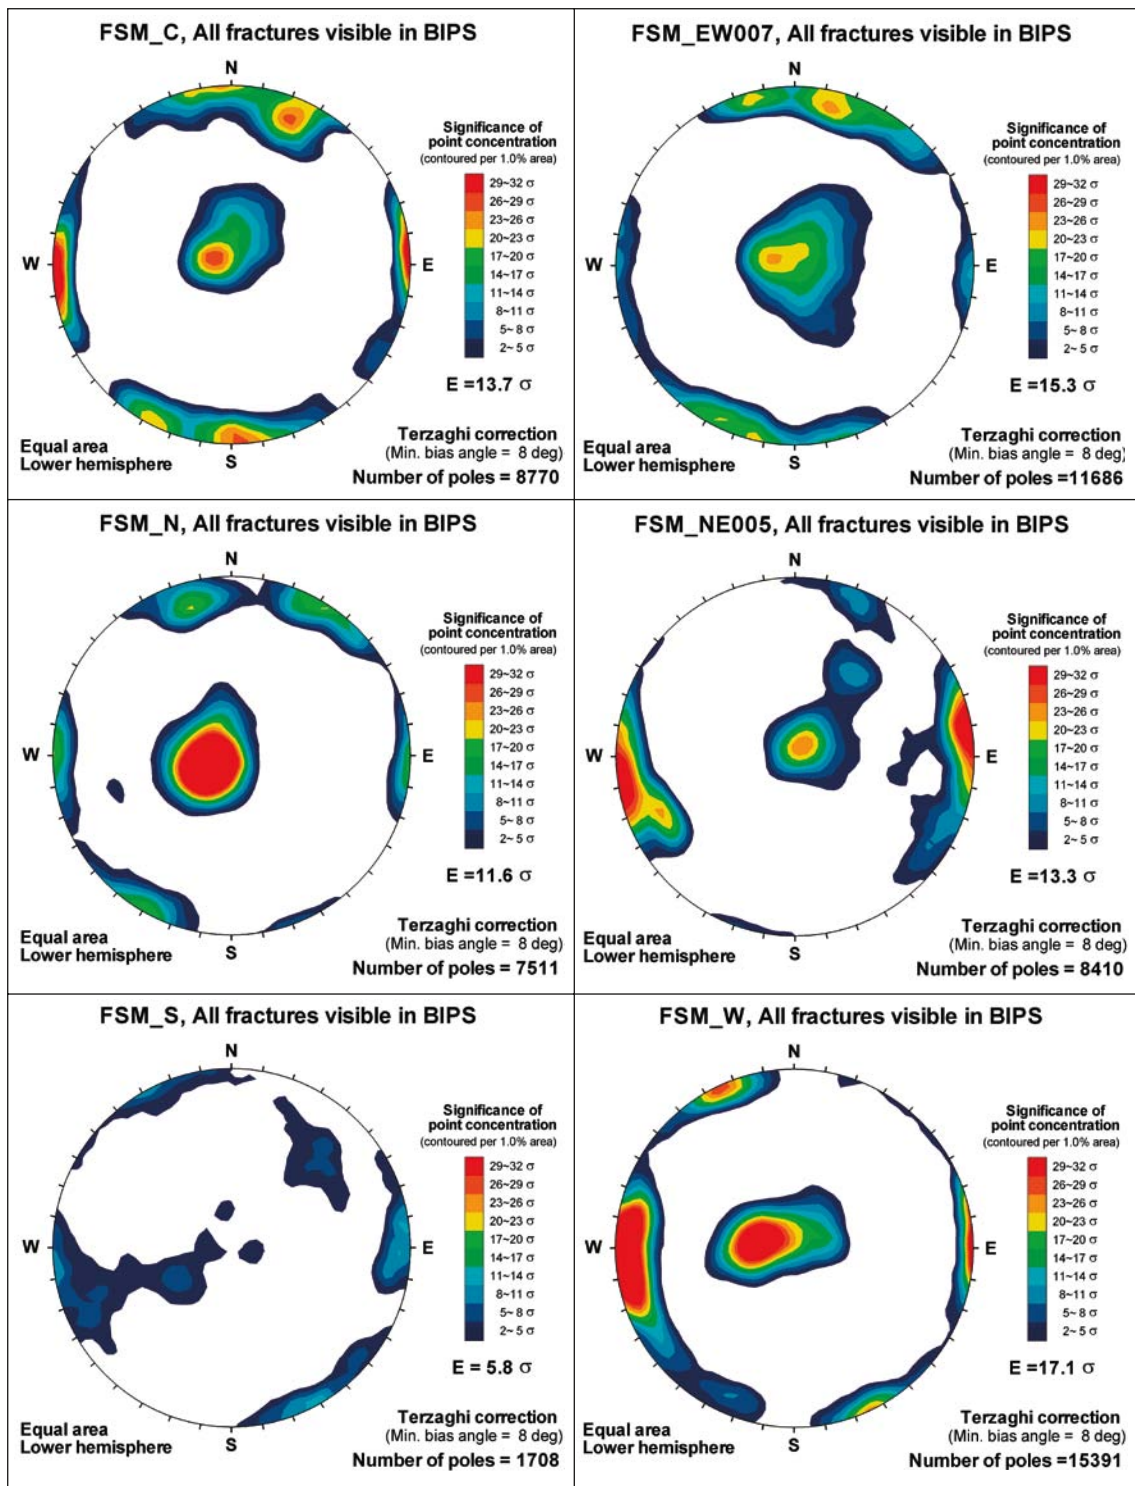 FSM_C, All fractures visible in BIPS
N
W
E
S
Significance of
point concentration
(contoured per 1.0% area)
29~32 σ
26~29 σ
23~26 σ
20~23 σ
17~20 σ
14~17 σ
11~14 σ
8~11 σ
5~ 8 σ
2~ 5 σ
E =13.7 σ
Equal area
Lower hemisphere
Terzaghi correction
(Min. bias angle = 8 deg)
Number of poles = 8770
FSM_EW007, All fractures visible in BIPS
N
W
E
S
Significance of
point concentration
(contoured per 1.0% area)
29~32 σ
26~29 σ
23~26 σ
20~23 σ
17~20 σ
14~17 σ
11~14 σ
8~11 σ
5~ 8 σ
2~ 5 σ
E =15.3 σ
Equal area
Lower hemisphere
Terzaghi correction
(Min. bias angle = 8 deg)
Number of poles =11686
FSM_N, All fractures visible in BIPS
N
W
E
S
Significance of
point concentration
(contoured per 1.0% area)
29~32 σ
26~29 σ
23~26 σ
20~23 σ
17~20 σ
14~17 σ
11~14 σ
8~11 σ
5~ 8 σ
2~ 5 σ
E =11.6 σ
Equal area
Lower hemisphere
Terzaghi correction
(Min. bias angle = 8 deg)
Number of poles = 7511
FSM_NE005, All fractures visible in BIPS
N
W
E
S
Significance of
point concentration
(contoured per 1.0% area)
29~32 σ
26~29 σ
23~26 σ
20~23 σ
17~20 σ
14~17 σ
11~14 σ
8~11 σ
5~ 8 σ
2~ 5 σ
E =13.3 σ
Equal area
Lower hemisphere
Terzaghi correction
(Min. bias angle = 8 deg)
Number of poles = 8410
FSM_S, All fractures visible in BIPS
N
W
E
S
Significance of
point concentration
(contoured per 1.0% area)
29~32 σ
26~29 σ
23~26 σ
20~23 σ
17~20 σ
14~17 σ
11~14 σ
8~11 σ
5~ 8 σ
2~ 5 σ
E = 5.8 σ
Equal area
Lower hemisphere
Terzaghi correction
(Min. bias angle = 8 deg)
Number of poles = 1708
FSM_W, All fractures visible in BIPS
N
W
E
S
Significance of
point concentration
(contoured per 1.0% area)
29~32 σ
26~29 σ
23~26 σ
20~23 σ
17~20 σ
14~17 σ
11~14 σ
8~11 σ
5~ 8 σ
2~ 5 σ
E =17.1 σ
Equal area
Lower hemisphere
Terzaghi correction
(Min. bias angle = 8 deg)
Number of poles =15391